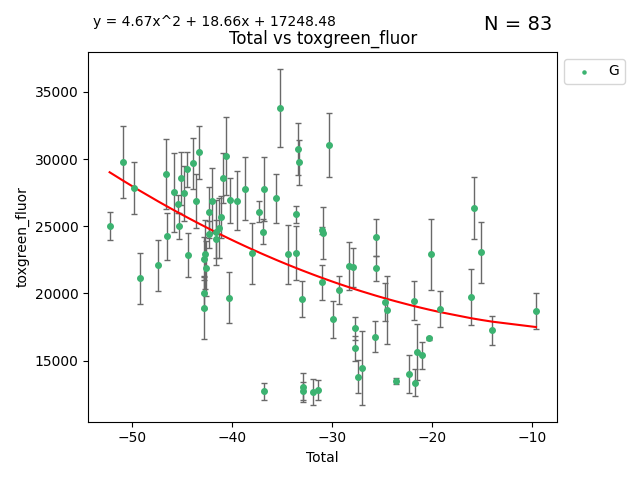 y = 4.67x^2 + 18.66x + 17248.48
N = 83
Total vs toxgreen_fluor
G
35000
30000
25000
20000
15000
toxgreen_fluor
−50
−40
−30
−20
−10
Total